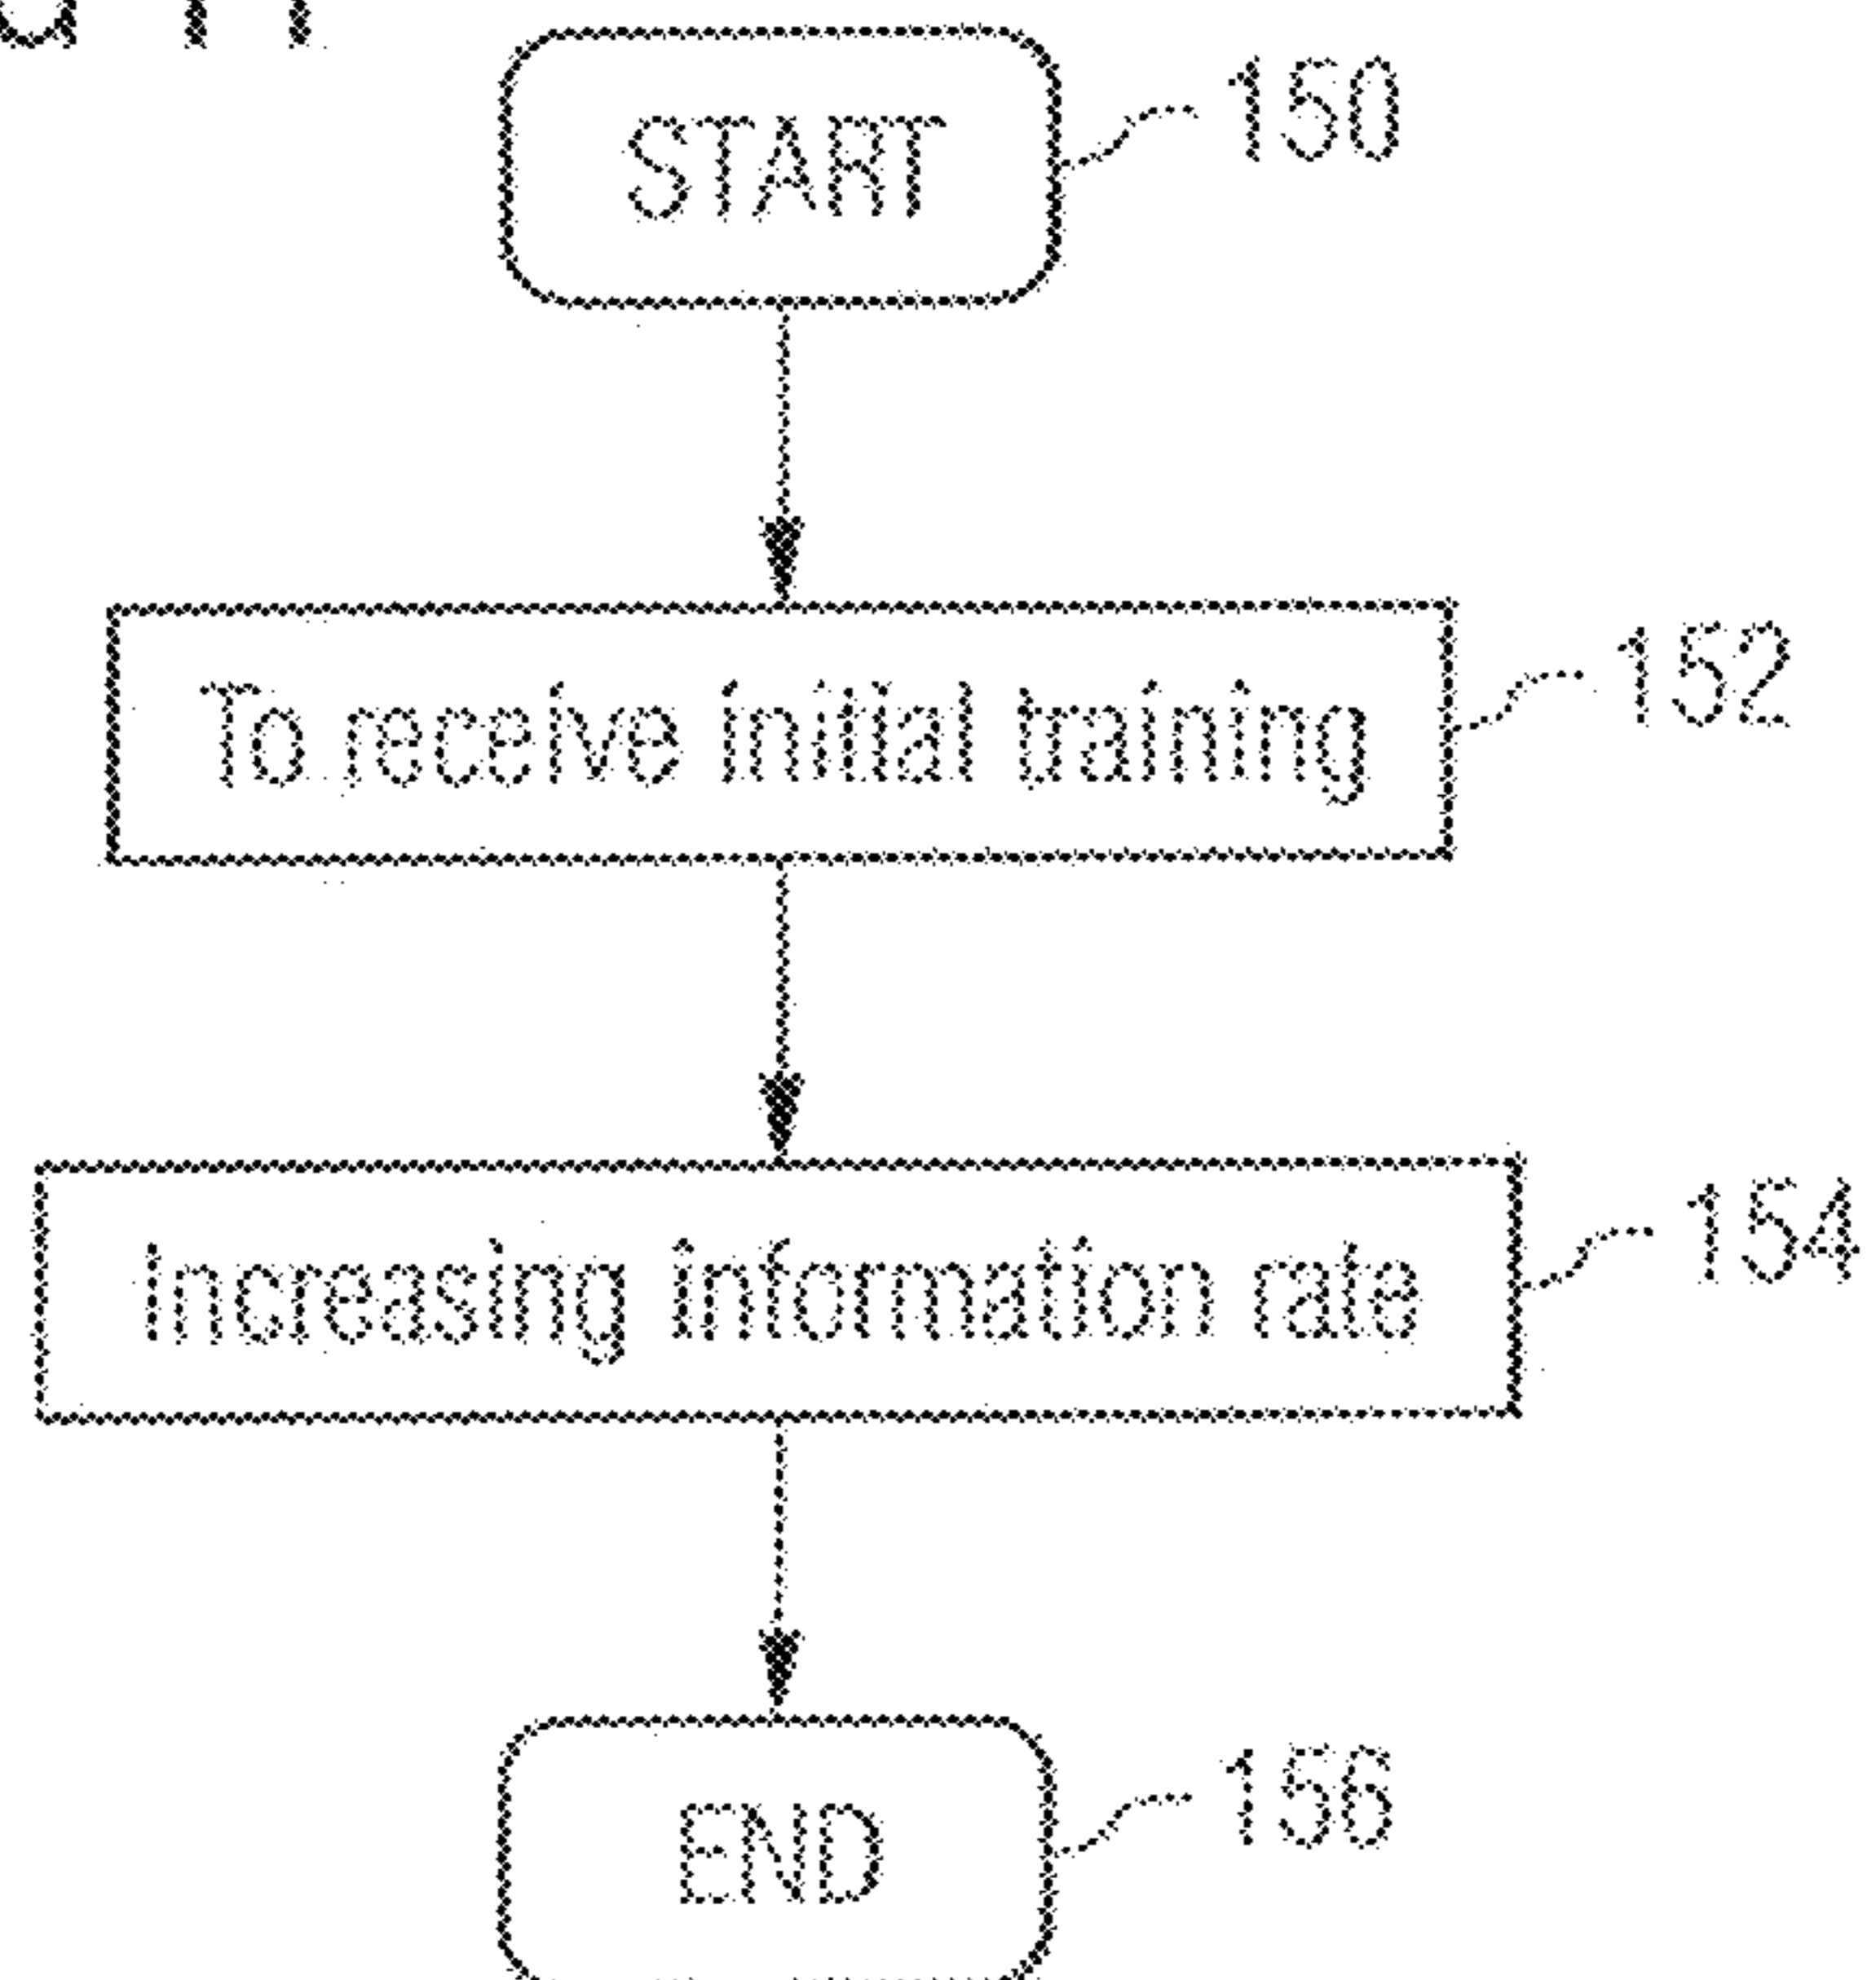 START
150
To receive initial training
152
Increasing information rate
154
END
156